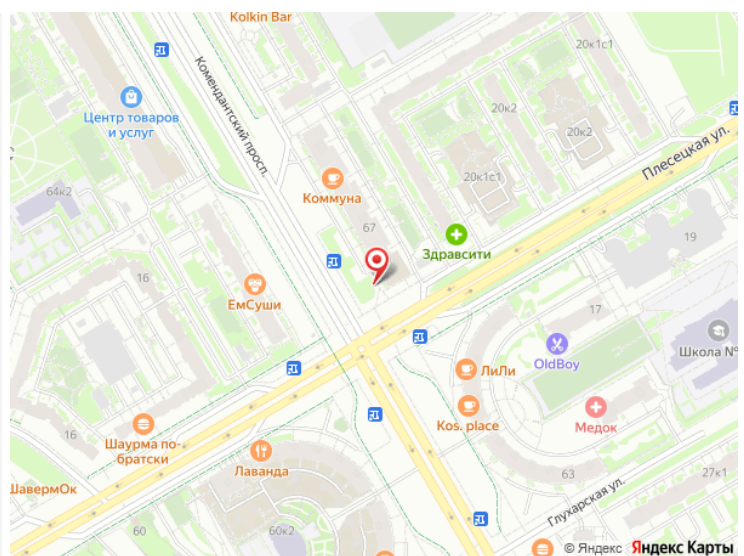 Kolkin Bar
20к1с1
Комендантский просп.
20к2
Центр товаров
и услуг
20к2
Плесецкая ул.
20к1с1
64к2
Коммуна
67
Здравсити
19
16
ЕмСуши
17
OldBoy
Школа №
ЛиЛи
Kos. place
Медок
16
Шаурма по-
братски
Лаванда
63
27к1
ШавермОк
Глухарская ул.
60
60к2
© Яндекс Яндекс Карты